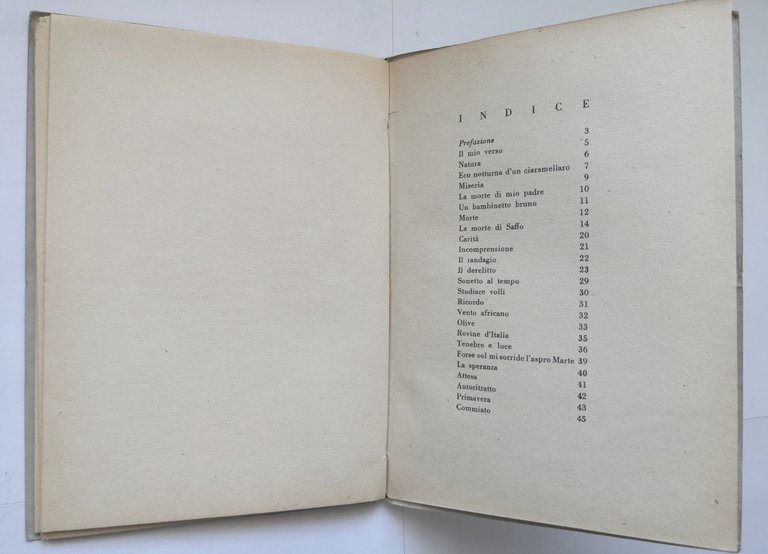 INDICE
Prefazione 3
Il mio verso 5
Natura 6
Eco notturna d'un ciaramellaro 7
Miseria 9
La morte di mio padre 10
Un bambinetto bruno 11
Morte 12
La morte di Saffo 14
Carità 20
Incomprensione 21
Il randagio 22
Il derelitto 23
Sonetto al tempo 29
Studiare volli 30
Ricordo 31
Vento africano 32
Olive 33
Rovine d'Italia 35
Tenebre e luce 36
Forse sol mi sorride l'aspro Marte 39
La speranza 40
Attesa 41
Autoritratto 42
Primavera 43
Commiato 45